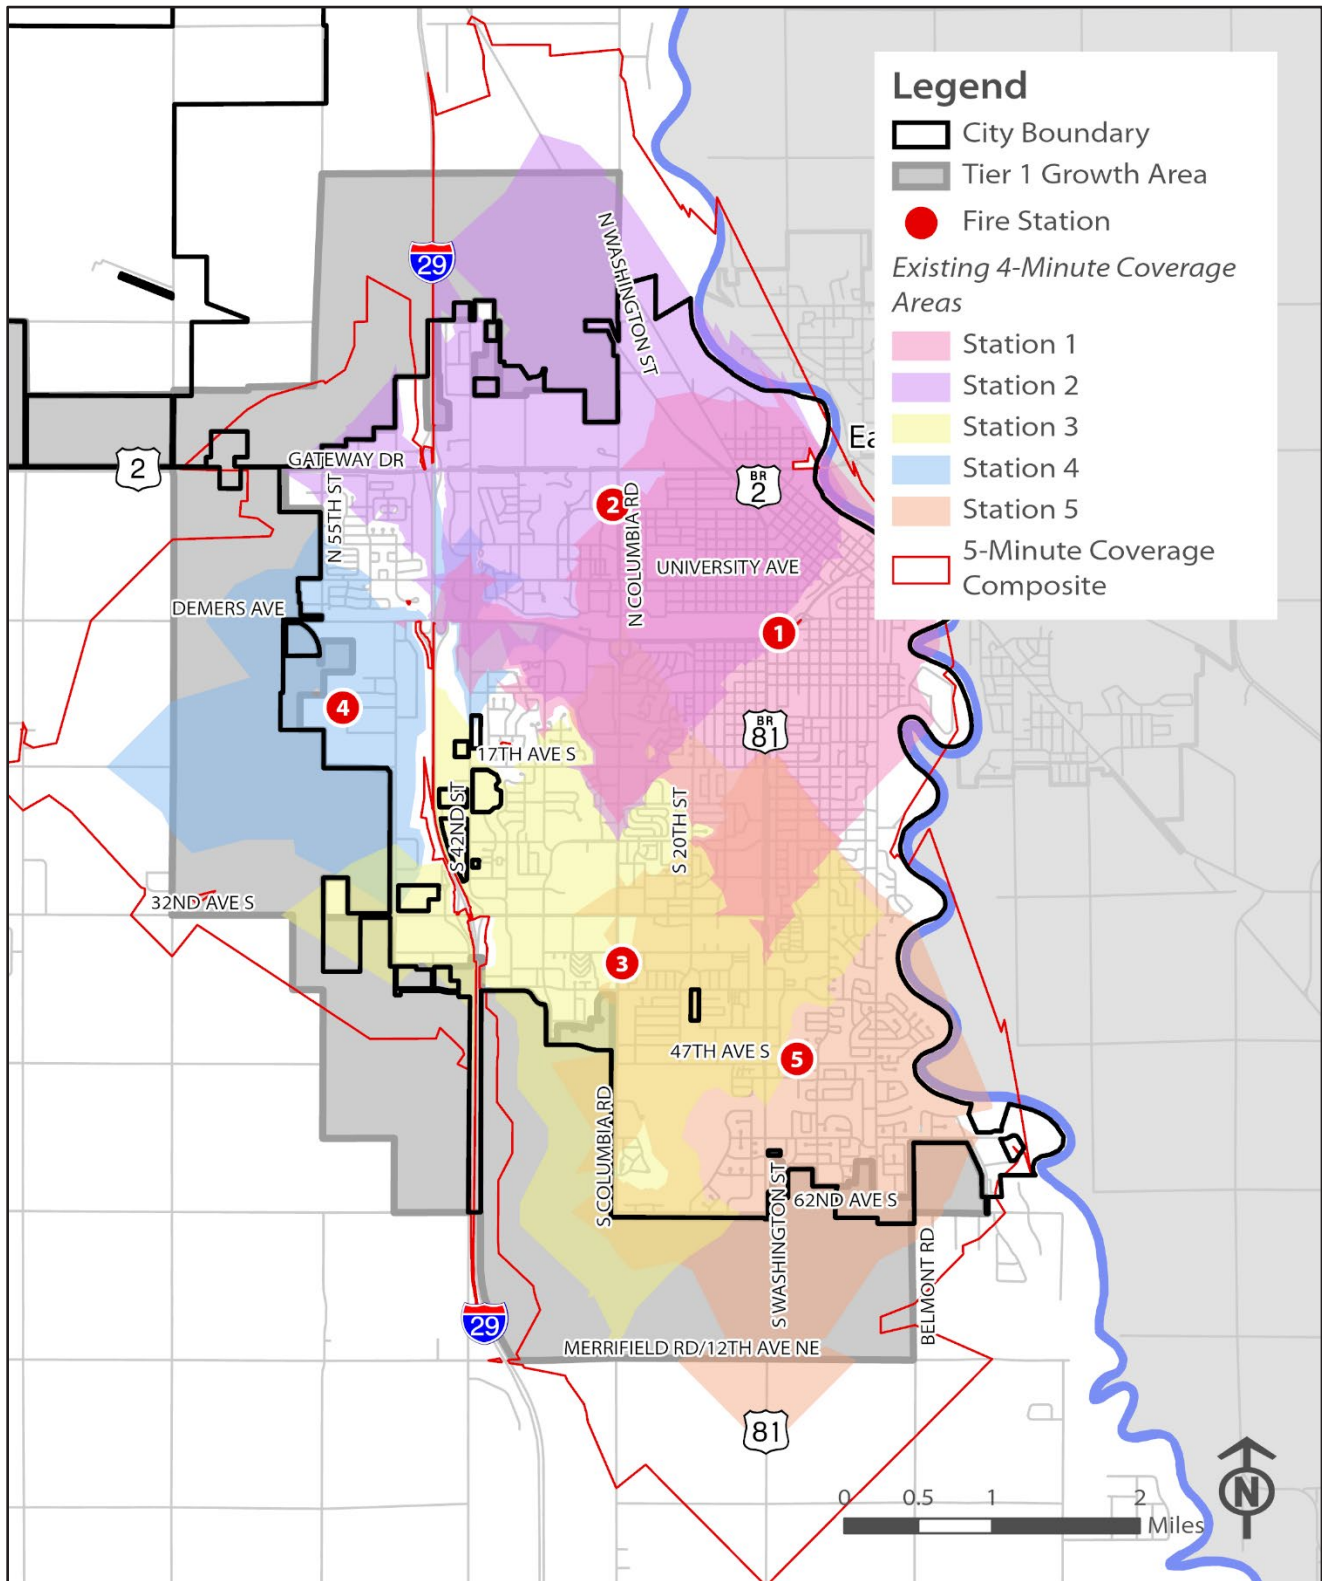 Legend
City Boundary
Tier 1 Growth Area
Fire Station
Existing 4-Minute Coverage
Areas
Station 1
Station 2
Station 3
Station 4
Station 5
5-Minute Coverage
Composite
29
N WASHINGTON ST
Ea
GATEWAY DR
2
N 55TH ST
BR
2
2
N COLUMBIA RD
UNIVERSITY AVE
DEMERS AVE
1
4
BR
81
17TH AVE S
S 42ND ST
S 20TH ST
32ND AVE S
3
47TH AVE S
5
S COLUMBIA RD
62ND AVE S
S WASHINGTON ST
BELMONT RD
29
MERRIFIELD RD/12TH AVE NE
81
N
0 0.5 1 2
Miles